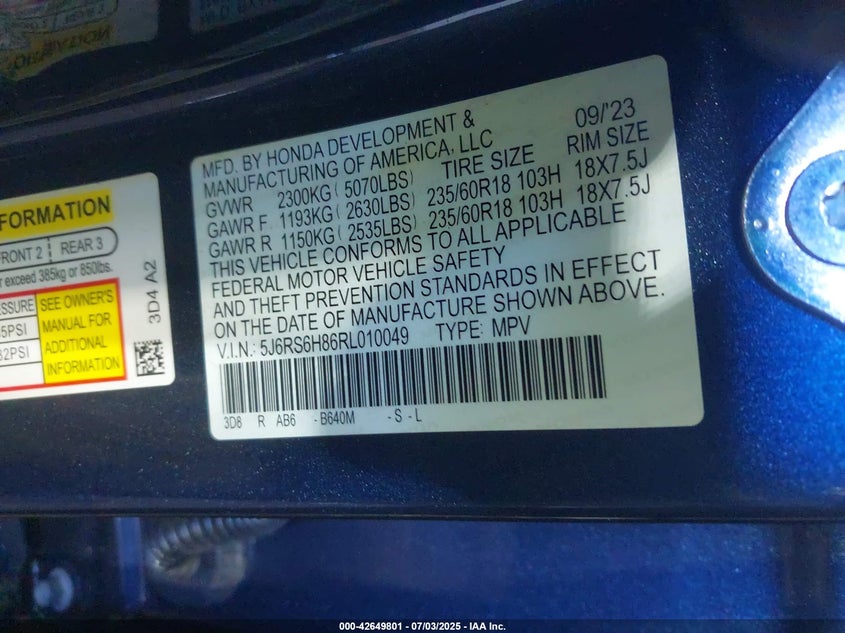 FORMATION
FRONT 2 REAR 3
exceed 385kg or 850lbs.
SEE OWNER'S
MANUAL FOR
ADDITIONAL
INFORMATION
3D4 A2
MFD. BY HONDA DEVELOPMENT & 09/'23
MANUFACTURING OF AMERICA, LLC
TIRE SIZE RIM SIZE
GVWR 2300KG ( 5070LBS)
GAWR F 1193KG ( 2630LBS) 235/60R18 103H 18X7.5J
GAWR R 1150KG ( 2535LBS) 235/60R18 103H 18X7.5J
THIS VEHICLE CONFORMS TO ALL APPLICABLE
FEDERAL MOTOR VEHICLE SAFETY
AND THEFT PREVENTION STANDARDS IN EFFECT
ON THE DATE OF MANUFACTURE SHOWN ABOVE.
V.I.N.: 5J6RS6H86RL010049 TYPE: MPV
3D8 R AB6 - B640M - S - L
000-42649801 - 07/03/2025 - IAA Inc.